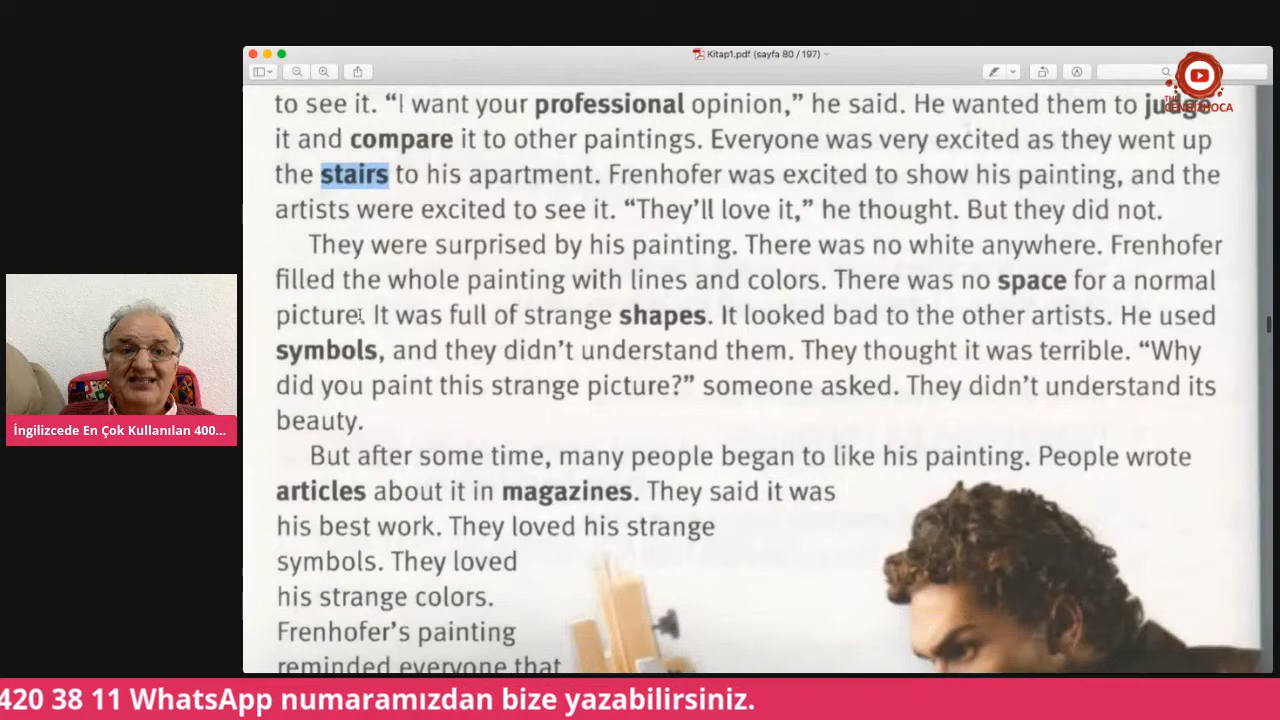 Kitap1.pdf (sayfa 80 / 197)
to see it. “I want your professional opinion,” he said. He wanted them to judge
THE CENGİZHOCA
it and compare it to other paintings. Everyone was very excited as they went up
the stairs to his apartment. Frenhofer was excited to show his painting, and the
artists were excited to see it. “They’ll love it,” he thought. But they did not.
They were surprised by his painting. There was no white anywhere. Frenhofer
filled the whole painting with lines and colors. There was no space for a normal
picture. It was full of strange shapes. It looked bad to the other artists. He used
symbols, and they didn’t understand them. They thought it was terrible. “Why
did you paint this strange picture?” someone asked. They didn’t understand its
beauty.
But after some time, many people began to like his painting. People wrote
articles about it in magazines. They said it was
his best work. They loved his strange
symbols. They loved
his strange colors.
Frenhofer’s painting
reminded everyone that
İngilizcede En Çok Kullanılan 400...
420 38 11 WhatsApp numaramızdan bize yazabilirsiniz.